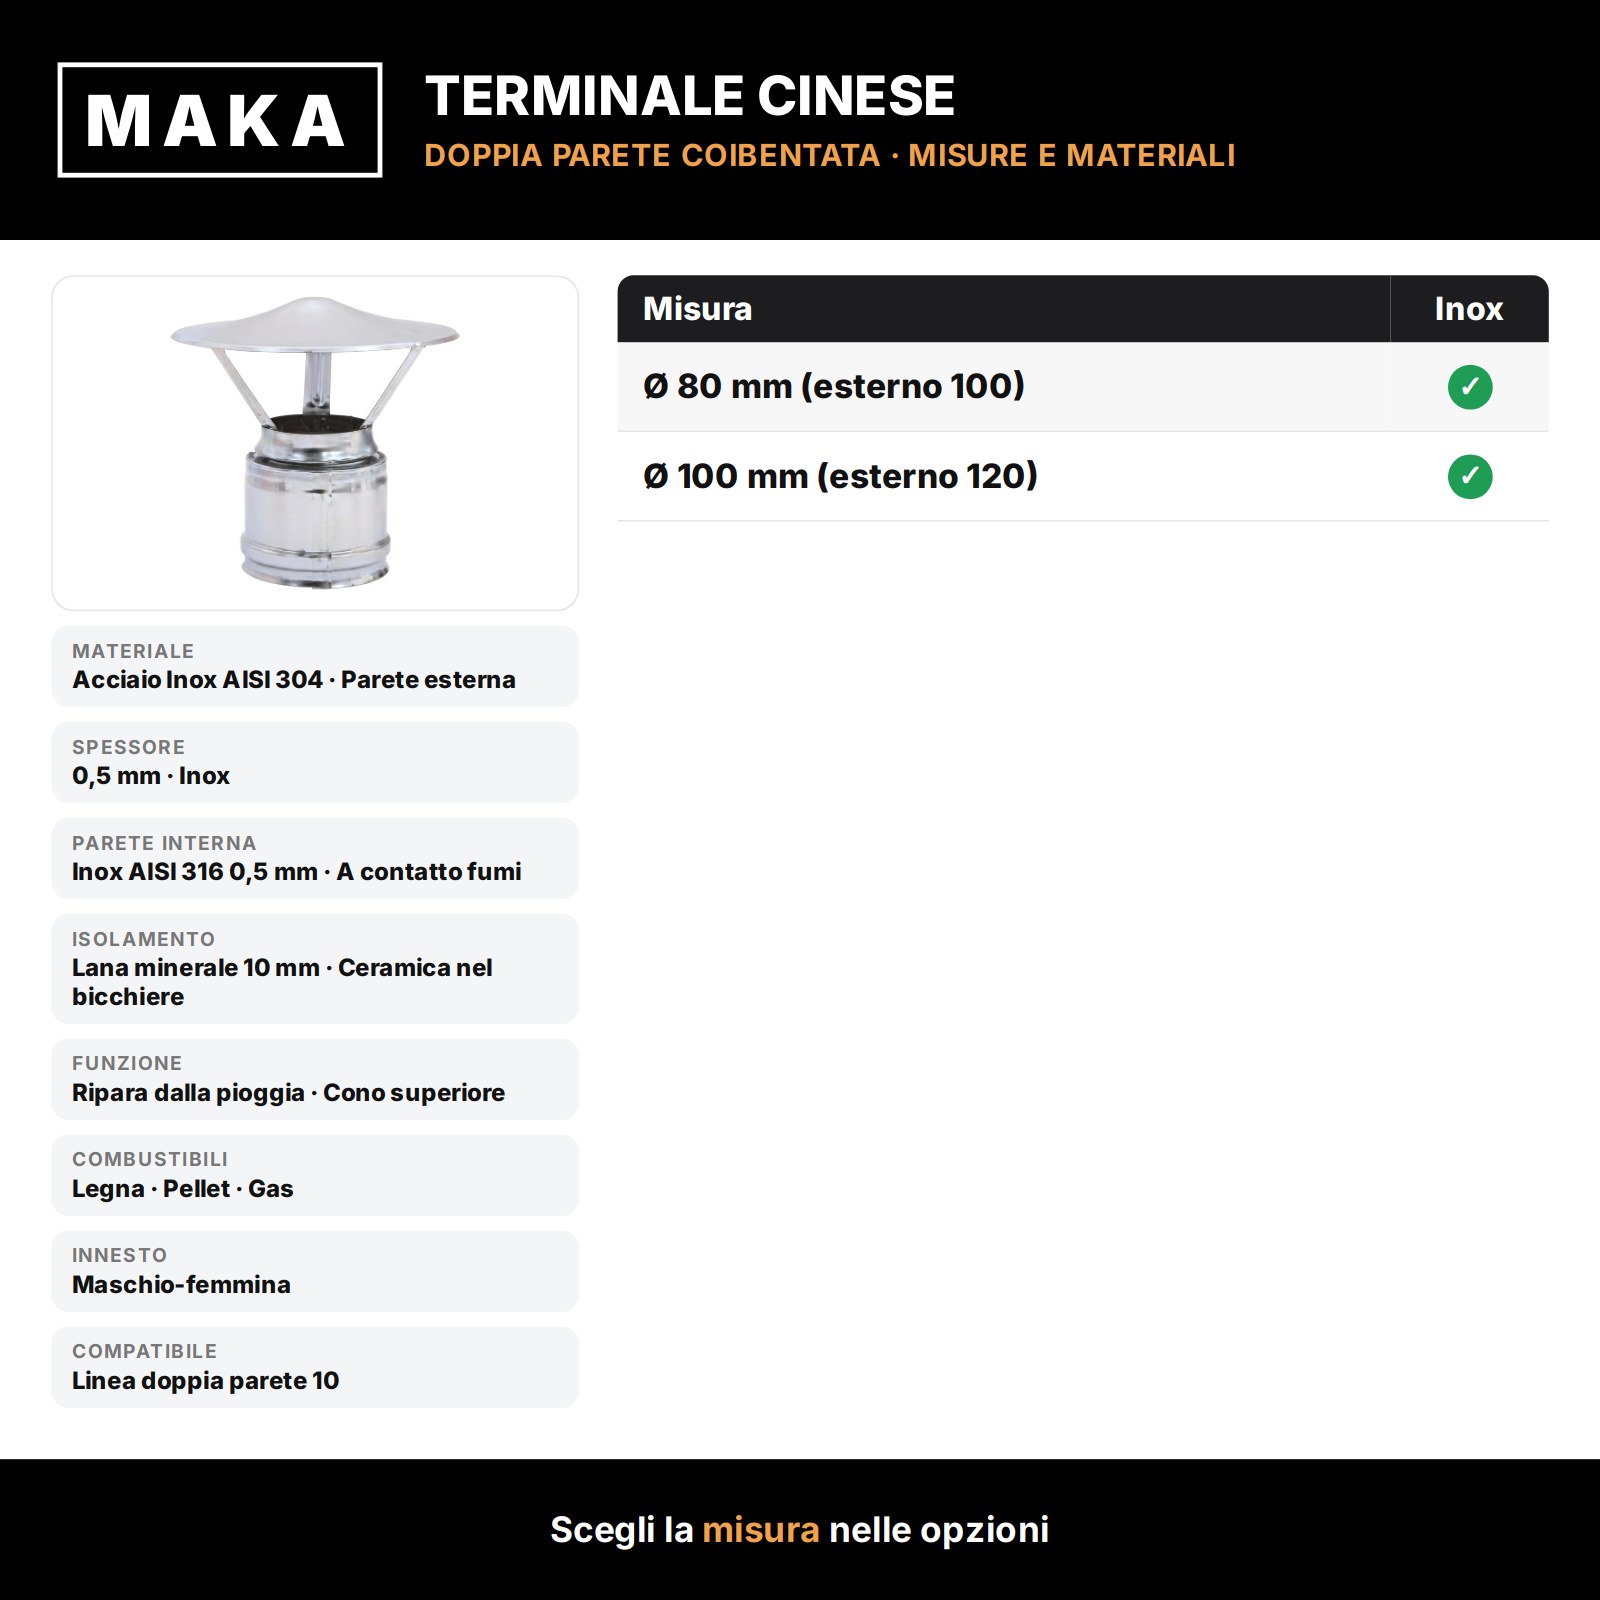 MAKA
TERMINALE CINESE
DOPPIA PARETE COIBENTATA · MISURE E MATERIALI
Misura Inox
Ø 80 mm (esterno 100) ✓
Ø 100 mm (esterno 120) ✓
MATERIALE
Acciaio Inox AISI 304 · Parete esterna
SPESSORE
0,5 mm · Inox
PARETE INTERNA
Inox AISI 316 0,5 mm · A contatto fumi
ISOLAMENTO
Lana minerale 10 mm · Ceramica nel
bicchiere
FUNZIONE
Ripara dalla pioggia · Cono superiore
COMBUSTIBILI
Legna · Pellet · Gas
INNESTO
Maschio-femmina
COMPATIBILE
Linea doppia parete 10
Scegli la misura nelle opzioni